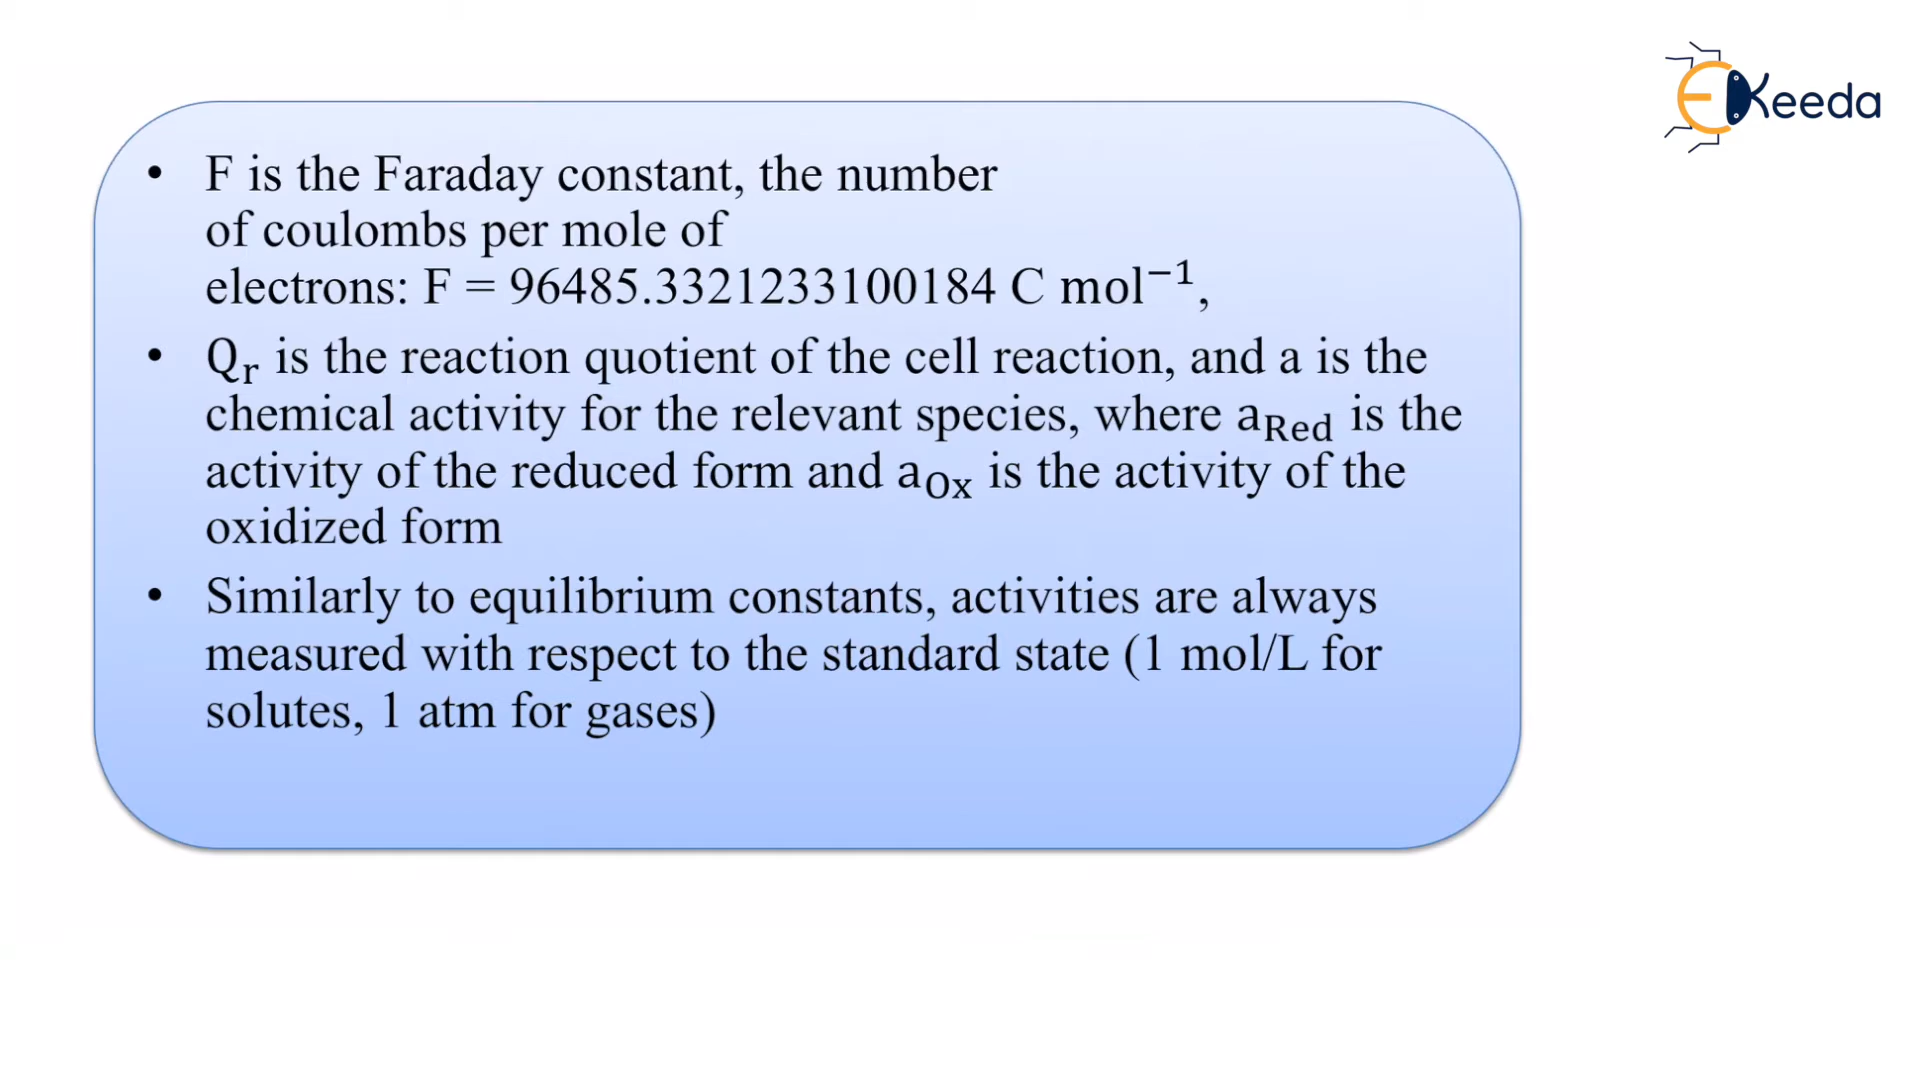 EKeeda
• F is the Faraday constant, the number
of coulombs per mole of
electrons: F = 96485.3321233100184 C mol⁻¹,
• Qᵣ is the reaction quotient of the cell reaction, and a is the
chemical activity for the relevant species, where a_Red is the
activity of the reduced form and a_Ox is the activity of the
oxidized form
• Similarly to equilibrium constants, activities are always
measured with respect to the standard state (1 mol/L for
solutes, 1 atm for gases)